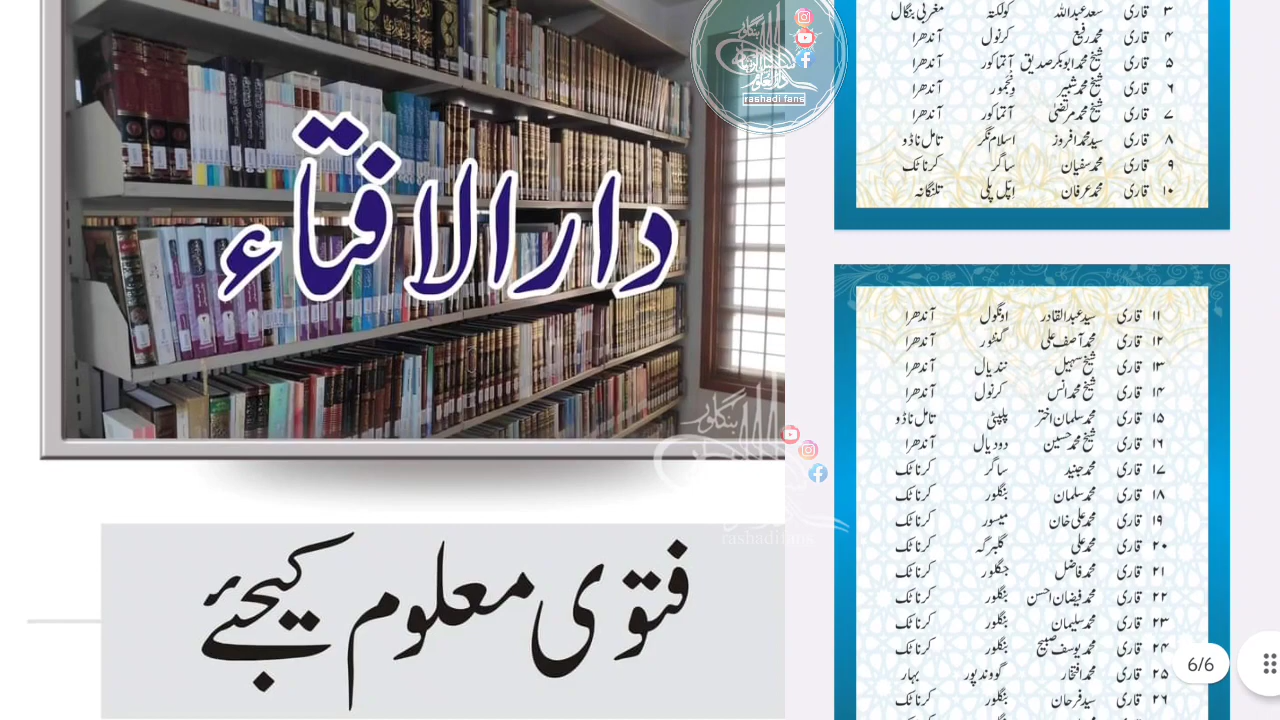 دارالافتاء
فتوی معلوم کیجئے
rashadi fans
۳ قاری سعد عبداللہ کولکتہ مغربی بنگال
۴ قاری محمد رفیع کرنول آندھرا
۵ قاری شیخ محمد ابوبکر صدیق آتماکور آندھرا
۶ قاری شیخ محمد شبیر ونجمور آندھرا
۷ قاری شیخ محمد مرتضیٰ آتماکور آندھرا
۸ قاری سید محمد افروز اسلام نگر تامل ناڈو
۹ قاری محمد سفیان ساگر کرناٹک
۱۰ قاری محمد عرفان اپلی پلی تلنگانہ
۱۱ قاری سید عبدالقادر اونگول آندھرا
۱۲ قاری محمد آصف علی گنٹور آندھرا
۱۳ قاری شیخ سہیل نندیال آندھرا
۱۴ قاری شیخ محمد انس کرنول آندھرا
۱۵ قاری محمد سلمان اختر پلپٹی تامل ناڈو
۱۶ قاری شیخ محمد حسین دودیال آندھرا
۱۷ قاری محمد جنید ساگر کرناٹک
۱۸ قاری محمد سلمان بنگلور کرناٹک
۱۹ قاری محمد علی خان میسور کرناٹک
۲۰ قاری محمد علی گلبرگہ کرناٹک
۲۱ قاری محمد فاضل جگلور کرناٹک
۲۲ قاری محمد فیضان احسن بنگلور کرناٹک
۲۳ قاری محمد سلیمان بنگلور کرناٹک
۲۴ قاری محمد یوسف صبیح بنگلور کرناٹک
۲۵ قاری محمد افتخار گووندپور بہار
۲۶ قاری سید فرحان بنگلور کرناٹک
6/6
rashadi fans